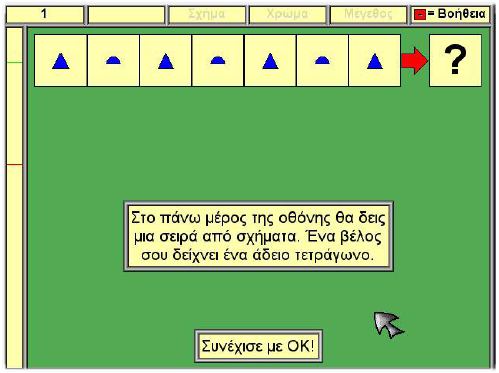 1 Σχημα Χρωμα Μεγεθος = Βοήθεια
?
Στο πάνω μέρος της οθόνης θα δεις
μια σειρά από σχήματα. Ένα βέλος
σου δείχνει ένα άδειο τετράγωνο.
Συνέχισε με OK!